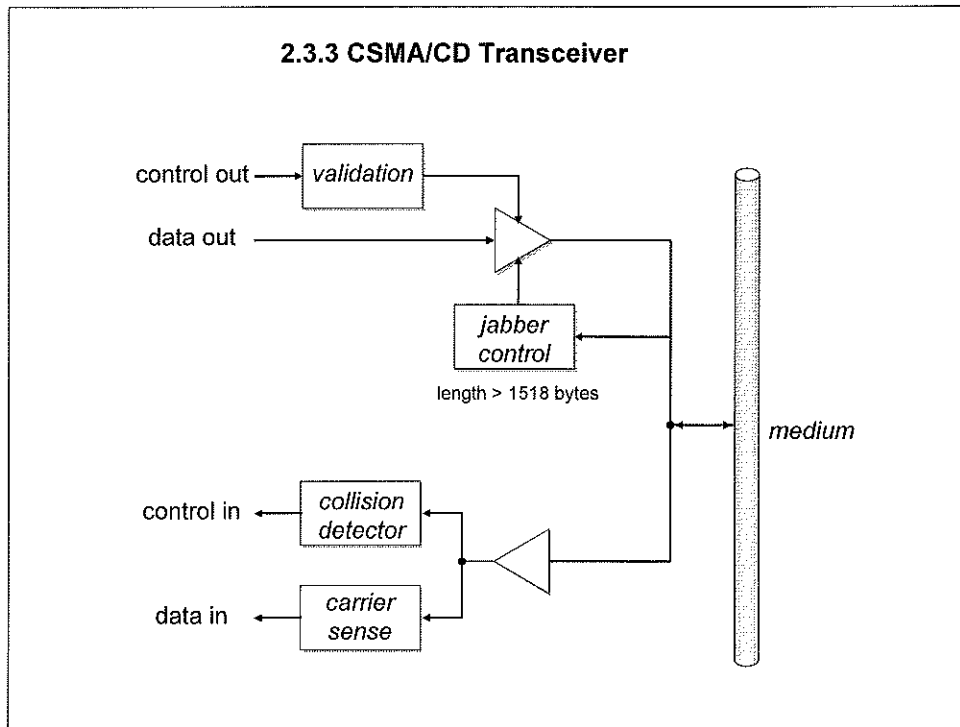 2.3.3 CSMA/CD Transceiver
control out
validation
data out
jabber
control
length > 1518 bytes
medium
control in
collision
detector
data in
carrier
sense